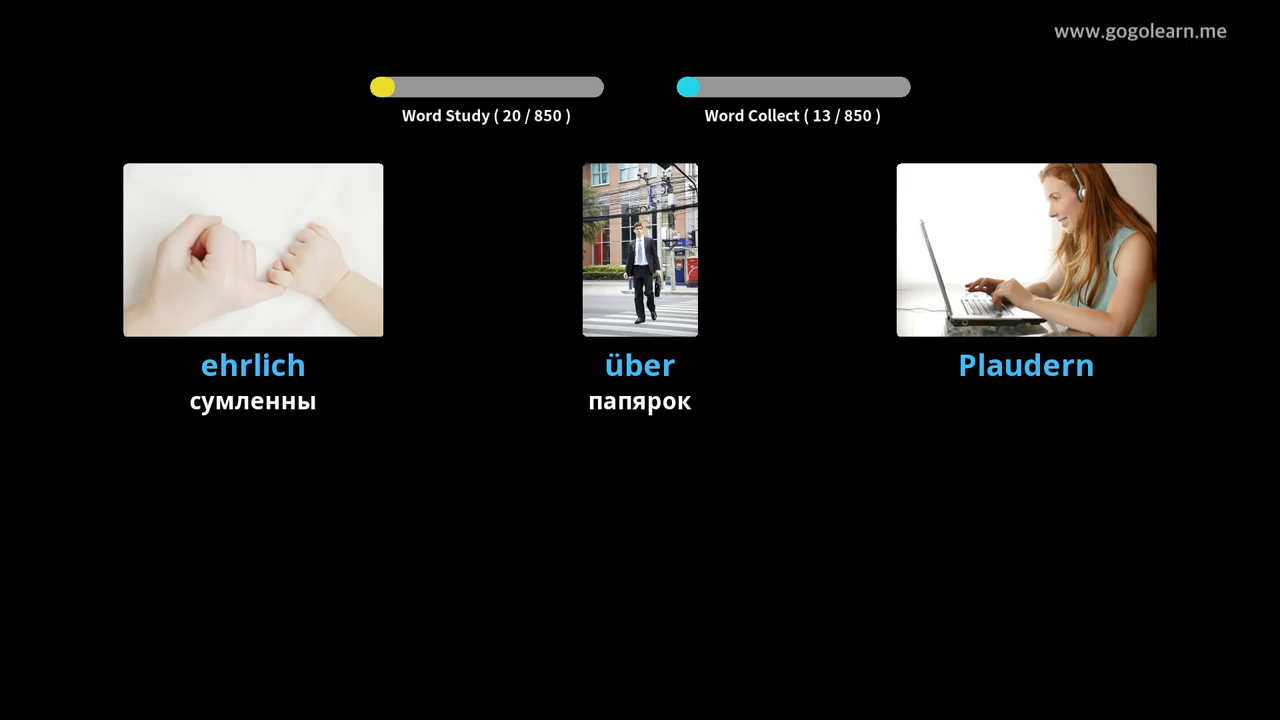 www.gogolearn.me
Word Study ( 20 / 850 )
Word Collect ( 13 / 850 )
ehrlich
über
Plaudern
сумленны
папярок